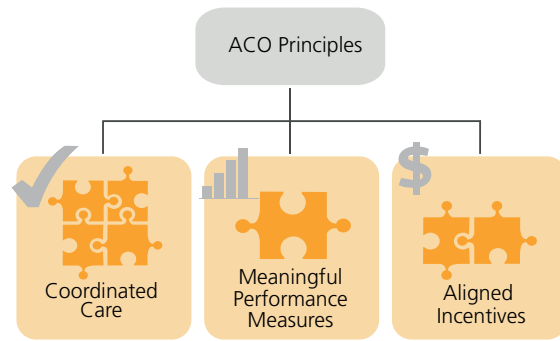 ACO Principles
$
Coordinated
Care
Meaningful
Performance
Measures
Aligned
Incentives